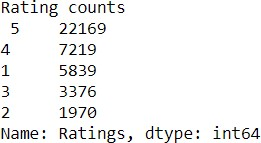 Rating counts
 5    22169
4     7219
1     5839
3     3376
2     1970
Name: Ratings, dtype: int64